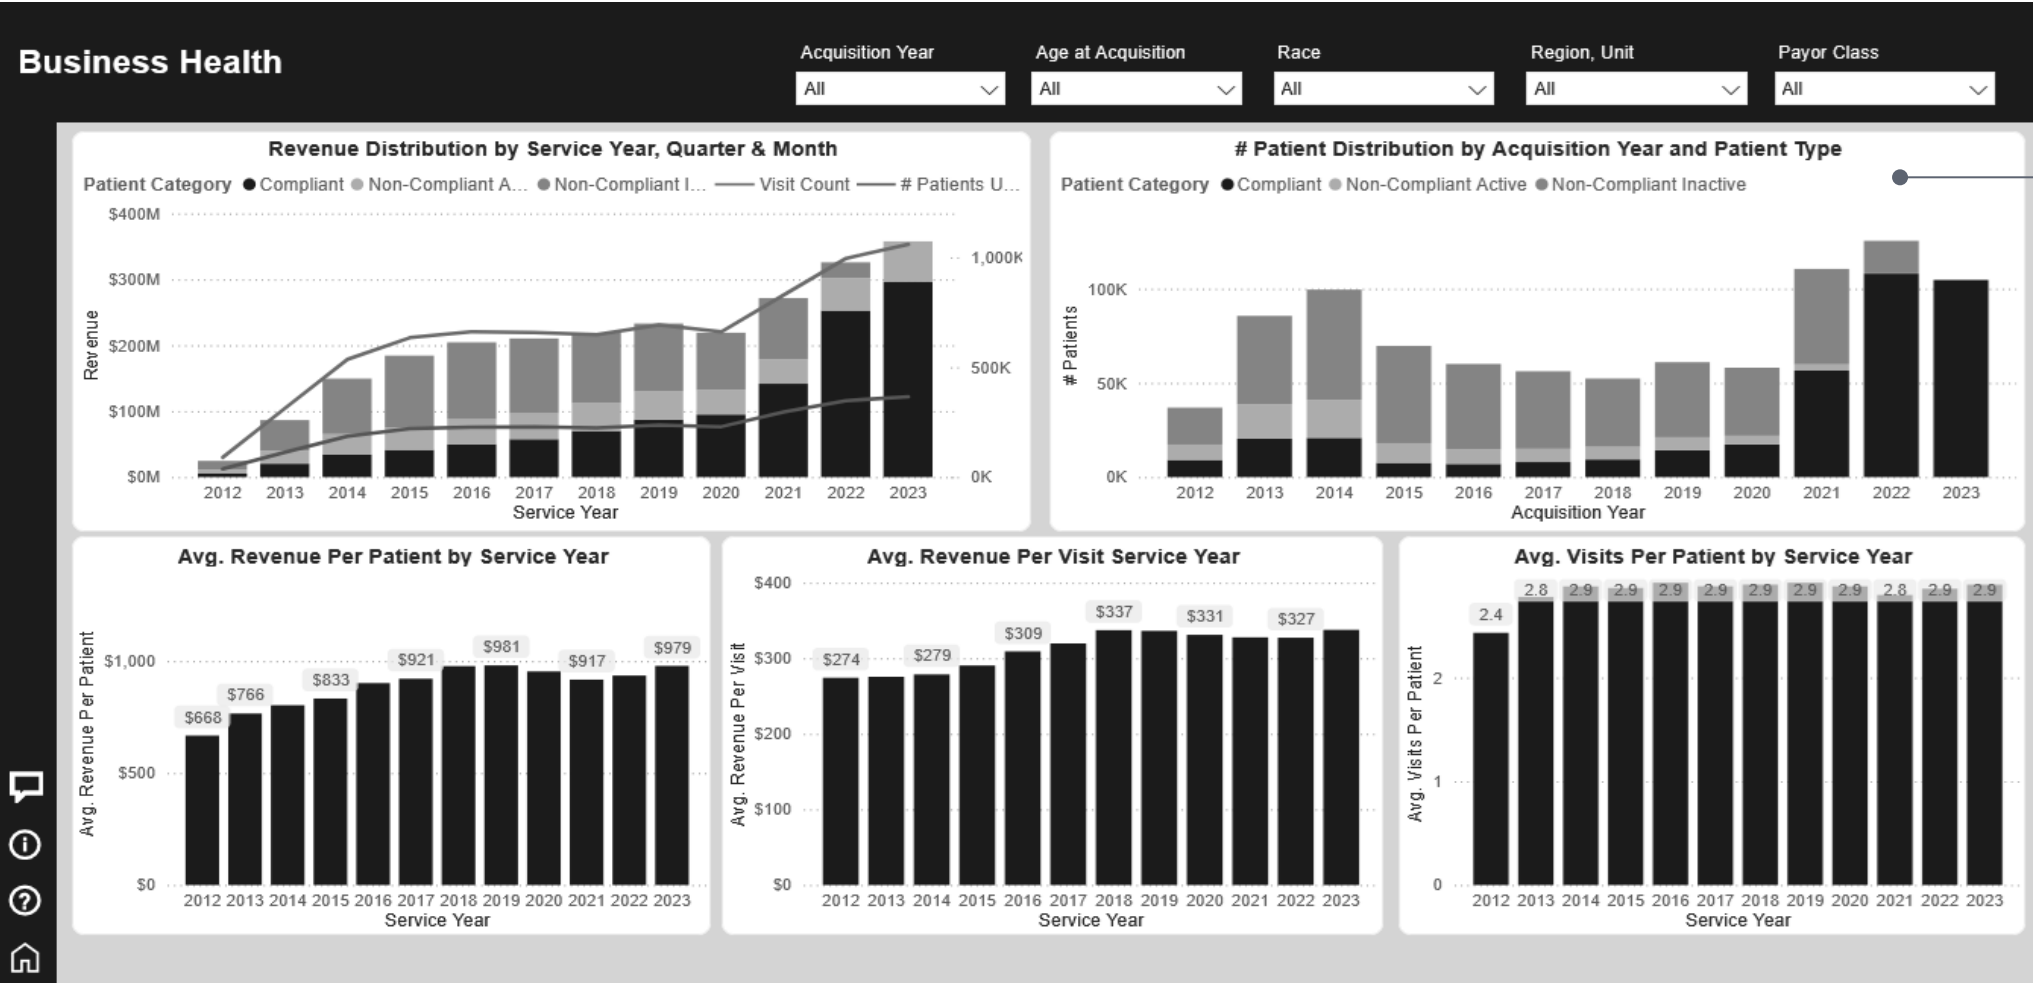 Business Health
Acquisition Year
All
Age at Acquisition
All
Race
All
Region, Unit
All
Payor Class
All
Revenue Distribution by Service Year, Quarter & Month
Patient Category Compliant Non-Compliant A... Non-Compliant I... Visit Count # Patients U...
$400M
$300M
$200M
$100M
$0M
Revenue
1,000K
500K
0K
2012 2013 2014 2015 2016 2017 2018 2019 2020 2021 2022 2023
Service Year
# Patient Distribution by Acquisition Year and Patient Type
Patient Category Compliant Non-Compliant Active Non-Compliant Inactive
100K
50K
0K
# Patients
2012 2013 2014 2015 2016 2017 2018 2019 2020 2021 2022 2023
Acquisition Year
Avg. Revenue Per Patient by Service Year
$1,000
$500
$0
Avg. Revenue Per Patient
$668 $766 $833 $921 $981 $917 $979
2012 2013 2014 2015 2016 2017 2018 2019 2020 2021 2022 2023
Service Year
Avg. Revenue Per Visit Service Year
$400
$300
$200
$100
$0
Avg. Revenue Per Visit
$274 $279 $309 $337 $331 $327
2012 2013 2014 2015 2016 2017 2018 2019 2020 2021 2022 2023
Service Year
Avg. Visits Per Patient by Service Year
2
1
0
Avg. Visits Per Patient
2.4 2.8 2.9 2.9 2.9 2.9 2.9 2.9 2.9 2.8 2.9 2.9
2012 2013 2014 2015 2016 2017 2018 2019 2020 2021 2022 2023
Service Year